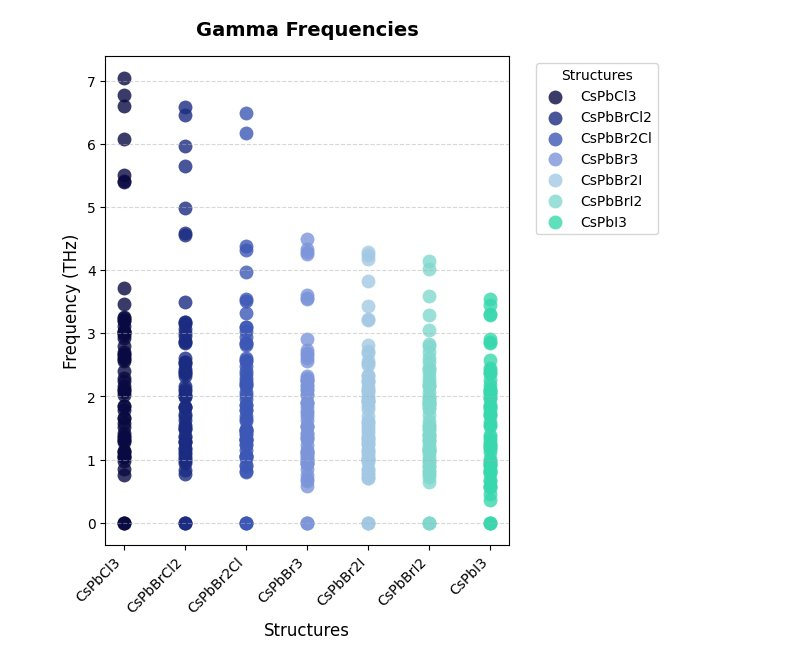 Gamma Frequencies
Frequency (THz)
7
6
5
4
3
2
1
0
CsPbCl3
CsPbBrCl2
CsPbBr2Cl
CsPbBr3
CsPbBr2I
CsPbBrI2
CsPbI3
Structures
Structures
CsPbCl3
CsPbBrCl2
CsPbBr2Cl
CsPbBr3
CsPbBr2I
CsPbBrI2
CsPbI3